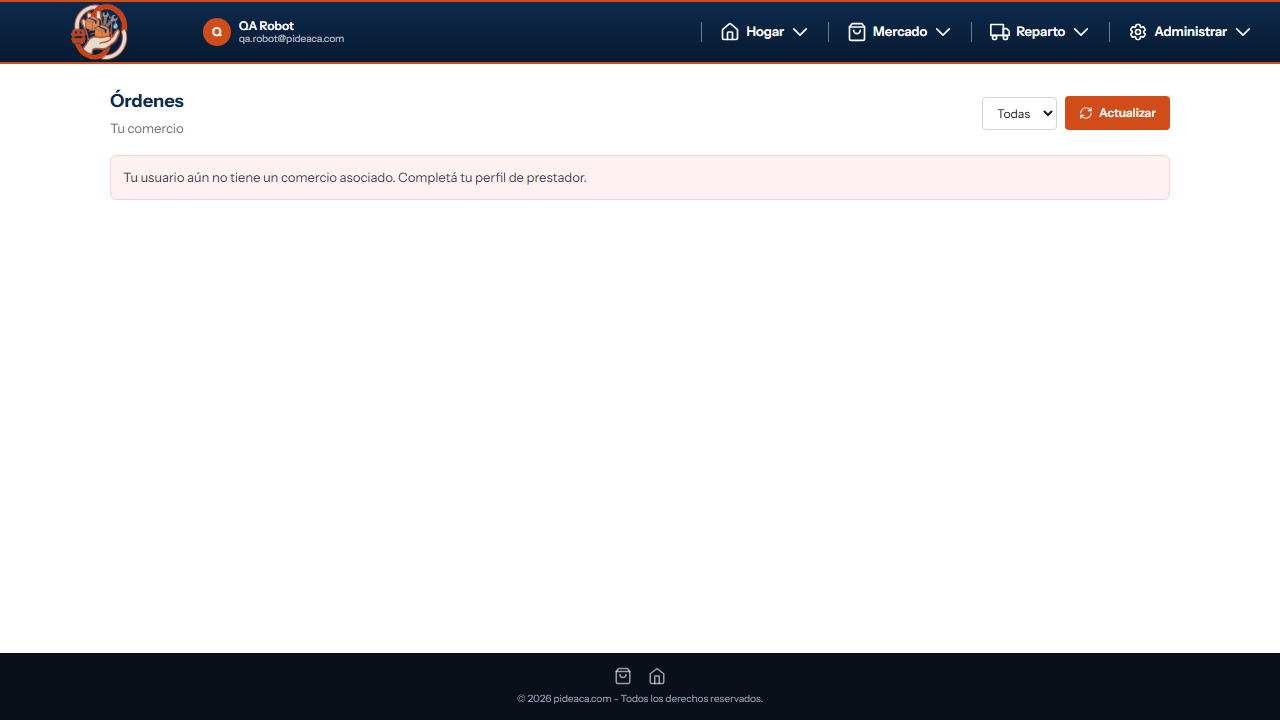 Q
QA Robot
qa.robot@pideaca.com
Hogar
Mercado
Reparto
Administrar
Órdenes
Tu comercio
Todas
Actualizar
Tu usuario aún no tiene un comercio asociado. Completá tu perfil de prestador.
© 2026 pideaca.com - Todos los derechos reservados.